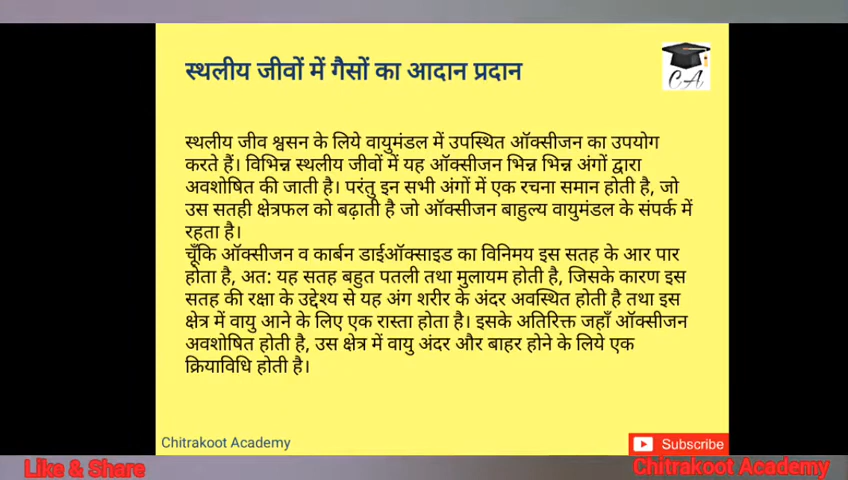 स्थलीय जीवों में गैसों का आदान प्रदान
CA
स्थलीय जीव श्वसन के लिये वायुमंडल में उपस्थित ऑक्सीजन का उपयोग
करते हैं। विभिन्न स्थलीय जीवों में यह ऑक्सीजन भिन्न भिन्न अंगों द्वारा
अवशोषित की जाती है। परंतु इन सभी अंगों में एक रचना समान होती है, जो
उस सतही क्षेत्रफल को बढ़ाती है जो ऑक्सीजन बाहुल्य वायुमंडल के संपर्क में
रहता है।
चूँकि ऑक्सीजन व कार्बन डाईऑक्साइड का विनिमय इस सतह के आर पार
होता है, अत: यह सतह बहुत पतली तथा मुलायम होती है, जिसके कारण इस
सतह की रक्षा के उद्देश्य से यह अंग शरीर के अंदर अवस्थित होती है तथा इस
क्षेत्र में वायु आने के लिए एक रास्ता होता है। इसके अतिरिक्त जहाँ ऑक्सीजन
अवशोषित होती है, उस क्षेत्र में वायु अंदर और बाहर होने के लिये एक
क्रियाविधि होती है।
Chitrakoot Academy
Subscribe
Like & Share
Chitrakoot Academy